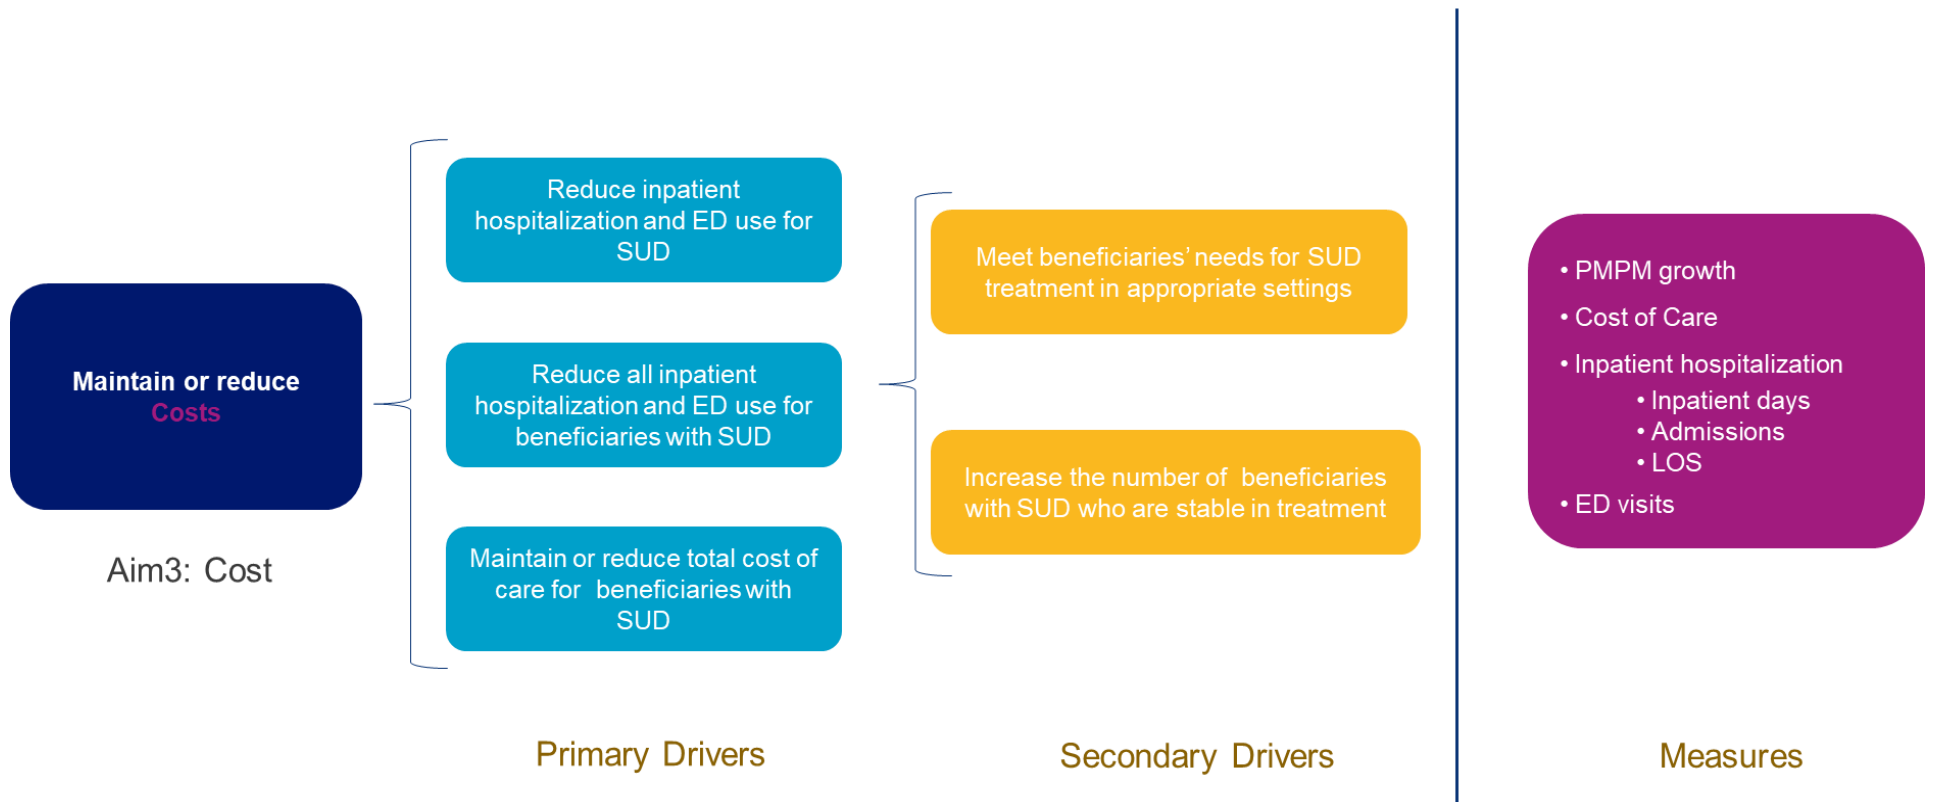 Maintain or reduce
Costs
Aim3: Cost
Reduce inpatient
hospitalization and ED use for
SUD
Reduce all inpatient
hospitalization and ED use for
beneficiaries with SUD
Maintain or reduce total cost of
care for beneficiaries with
SUD
Primary Drivers
Meet beneficiaries’ needs for SUD
treatment in appropriate settings
Increase the number of beneficiaries
with SUD who are stable in treatment
Secondary Drivers
• PMPM growth
• Cost of Care
• Inpatient hospitalization
• Inpatient days
• Admissions
• LOS
• ED visits
Measures